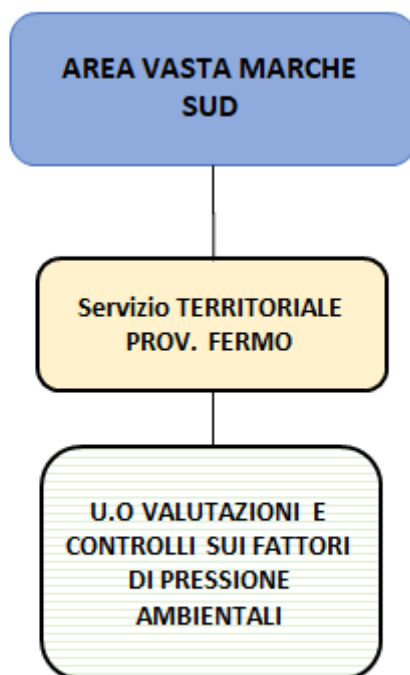 AREA VASTA MARCHE
SUD
Servizio TERRITORIALE
PROV. FERMO
U.O VALUTAZIONI E
CONTROLLI SUI FATTORI
DI PRESSIONE
AMBIENTALI